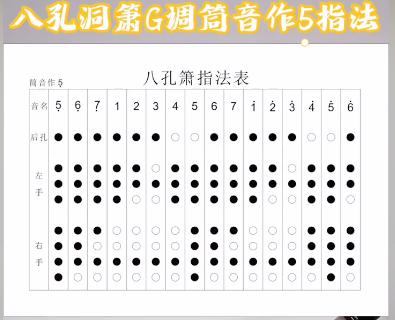 八孔洞箫G调筒音作5指法
八孔箫指法表
筒音作5̣
音名 5̣ 6̣ 7̣ 1 2 3 4 5 6 7 1̇ 2̇ 3̇ 4̇ 5̇ 6̇
后孔
左
手
右
手